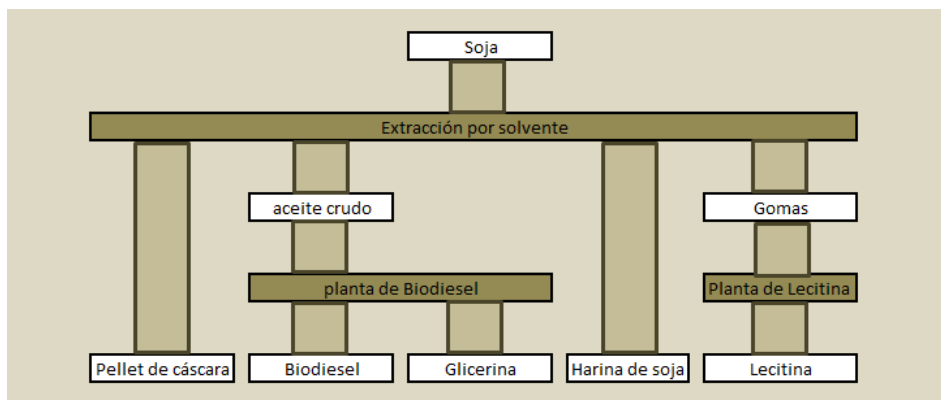 Soja
Extracción por solvente
aceite crudo
Gomas
planta de Biodiesel
Planta de Lecitina
Pellet de cáscara
Biodiesel
Glicerina
Harina de soja
Lecitina